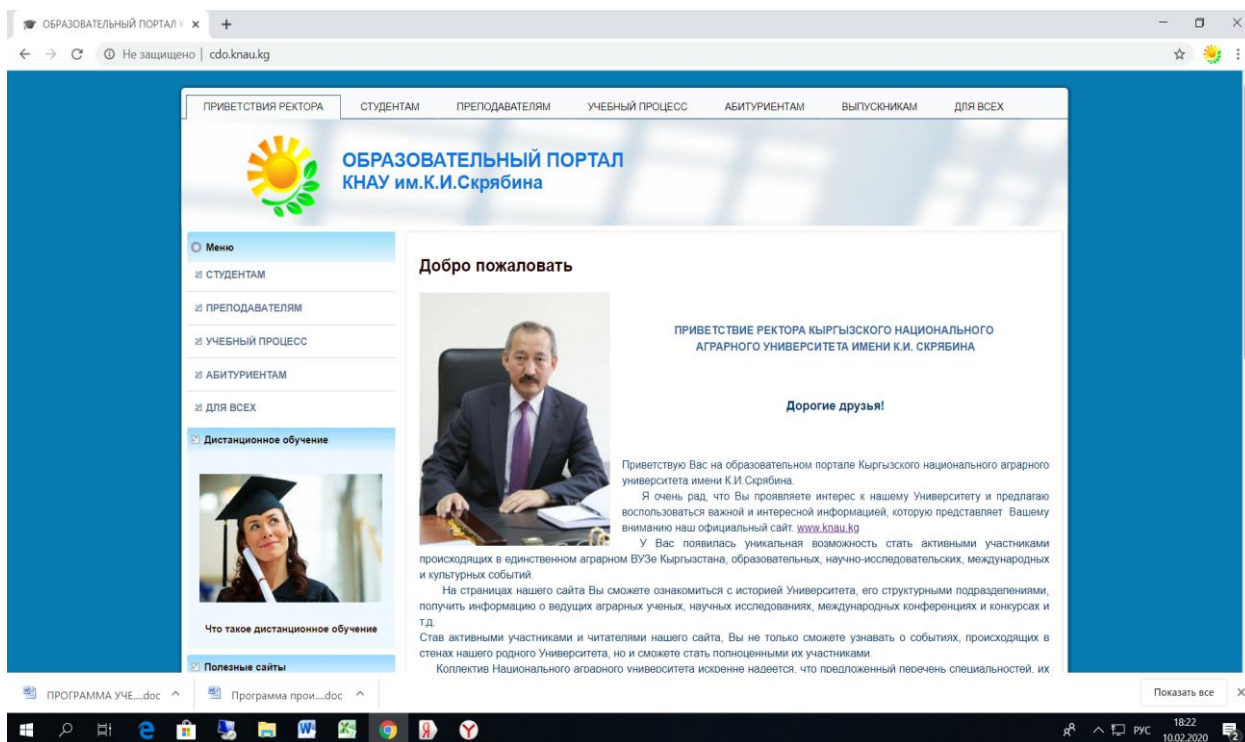 ОБРАЗОВАТЕЛЬНЫЙ ПОРТАЛ
Не защищено | cdo.knau.kg
ПРИВЕТСТВИЯ РЕКТОРА СТУДЕНТАМ ПРЕПОДАВАТЕЛЯМ УЧЕБНЫЙ ПРОЦЕСС АБИТУРИЕНТАМ ВЫПУСКНИКАМ ДЛЯ ВСЕХ
ОБРАЗОВАТЕЛЬНЫЙ ПОРТАЛ
КНАУ им.К.И.Скрябина
Меню
СТУДЕНТАМ
ПРЕПОДАВАТЕЛЯМ
УЧЕБНЫЙ ПРОЦЕСС
АБИТУРИЕНТАМ
ДЛЯ ВСЕХ
Дистанционное обучение
Что такое дистанционное обучение
Полезные сайты
Добро пожаловать
ПРИВЕТСТВИЕ РЕКТОРА КЫРГЫЗСКОГО НАЦИОНАЛЬНОГО
АГРАРНОГО УНИВЕРСИТЕТА ИМЕНИ К.И. СКРЯБИНА
Дорогие друзья!
Приветствую Вас на образовательном портале Кыргызского национального аграрного
университета имени К.И.Скрябина.
Я очень рад, что Вы проявляете интерес к нашему Университету и предлагаю
воспользоваться важной и интересной информацией, которую представляет Вашему
вниманию наш официальный сайт. www.knau.kg
У Вас появилась уникальная возможность стать активными участниками
происходящих в единственном аграрном ВУЗе Кыргызстана, образовательных, научно-исследовательских, международных
и культурных событий.
На страницах нашего сайта Вы сможете ознакомиться с историей Университета, его структурными подразделениями,
получить информацию о ведущих аграрных ученых, научных исследованиях, международных конференциях и конкурсах и
т.д.
Став активными участниками и читателями нашего сайта, Вы не только сможете узнавать о событиях, происходящих в
стенах нашего родного Университета, но и сможете стать полноценными их участниками.
Коллектив Национального аграрного университета искренне надеется, что предложенный перечень специальностей, их
ПРОГРАММА УЧЕ....doc Программа прои....doc Показать все
РУС 18:22
10.02.2020